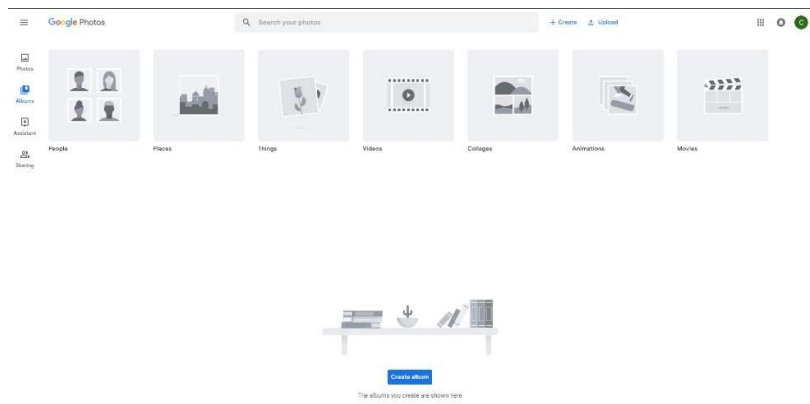 Google Photos
Search your photos
+ Create
Upload
C
Photos
Albums
Assistant
Sharing
People
Places
Things
Videos
Collages
Animations
Movies
Create album
The albums you create are shown here